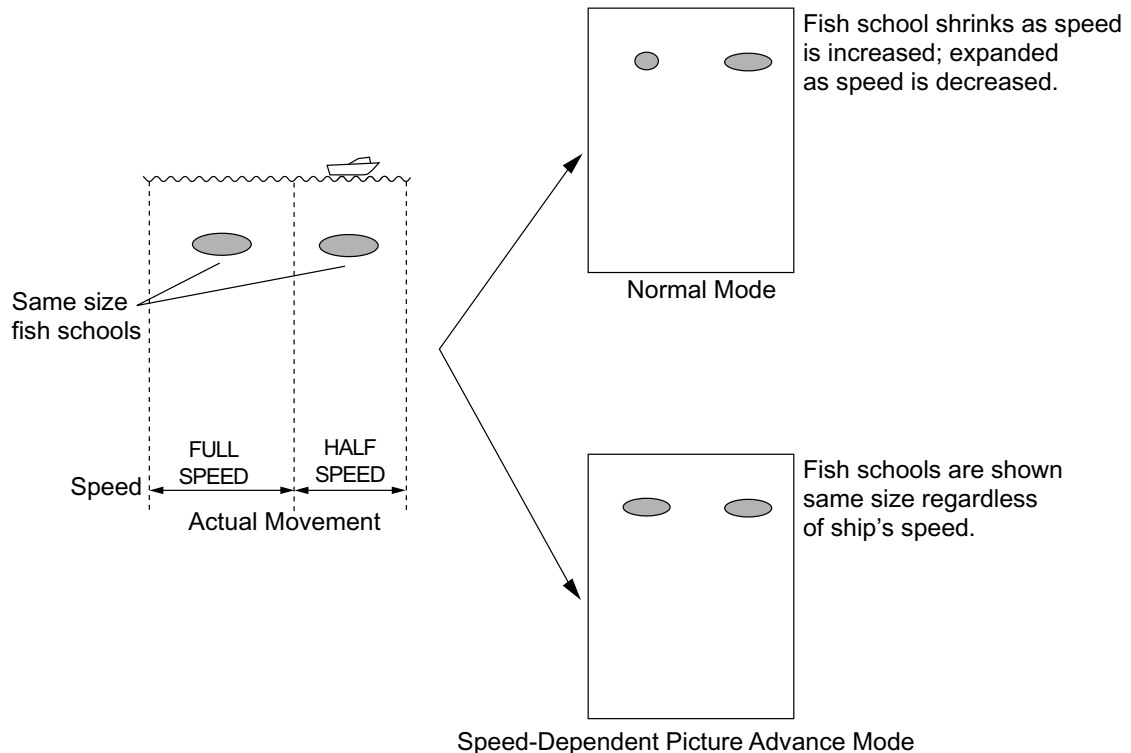 Fish school shrinks as speed
is increased; expanded
as speed is decreased.
Normal Mode
Same size
fish schools
FULL
SPEED
HALF
SPEED
Speed
Actual Movement
Fish schools are shown
same size regardless
of ship's speed.
Speed-Dependent Picture Advance Mode